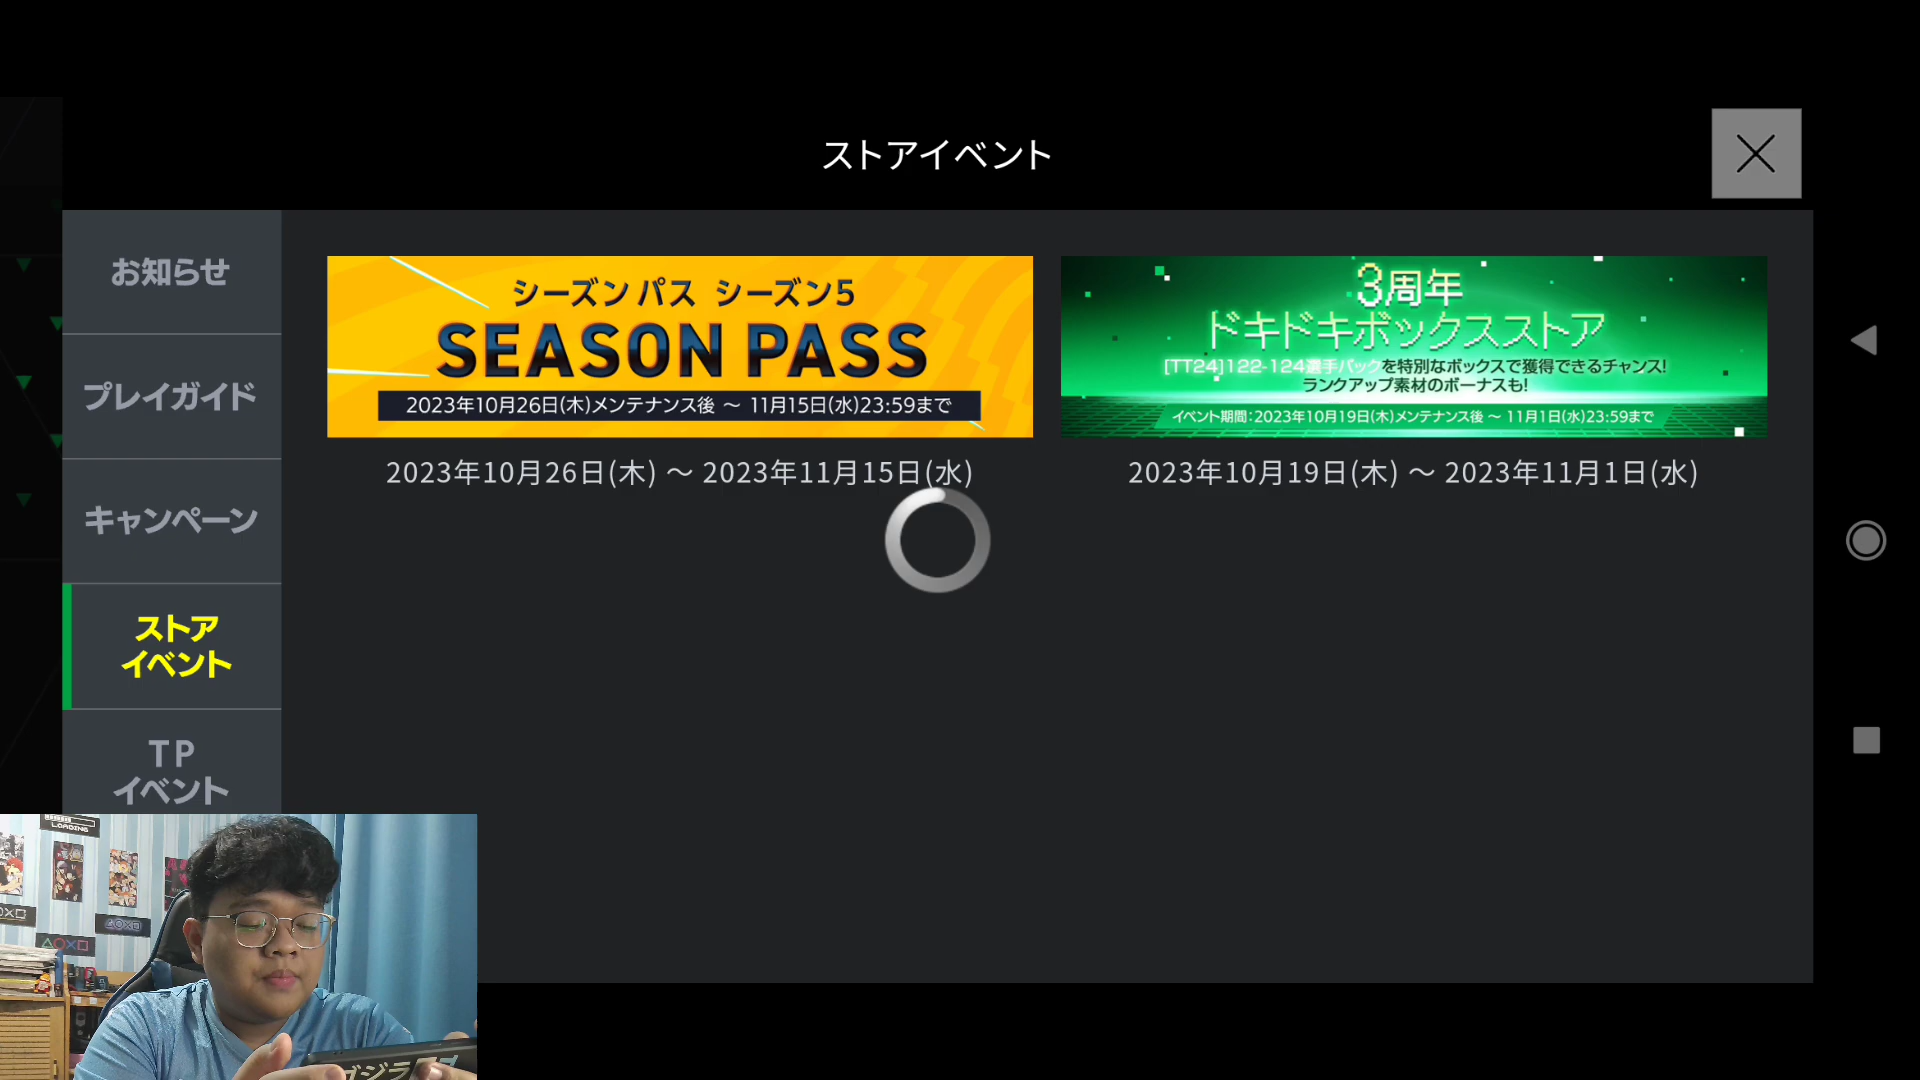 ストアイベント
お知らせ
プレイガイド
キャンペーン
ストア
イベント
TP
イベント
シーズン パス シーズン5
SEASON PASS
2023年10月26日(木)メンテナンス後 〜 11月15日(水)23:59まで
2023年10月26日(木) 〜 2023年11月15日(水)
3周年
ドキドキボックスストア
[TT24]122-124選手パックを特別なボックスで獲得できるチャンス!
ランクアップ素材のボーナスも!
イベント期間:2023年10月19日(木)メンテナンス後 〜 11月1日(水)23:59まで
2023年10月19日(木) 〜 2023年11月1日(水)
LOADING
ゴジラ